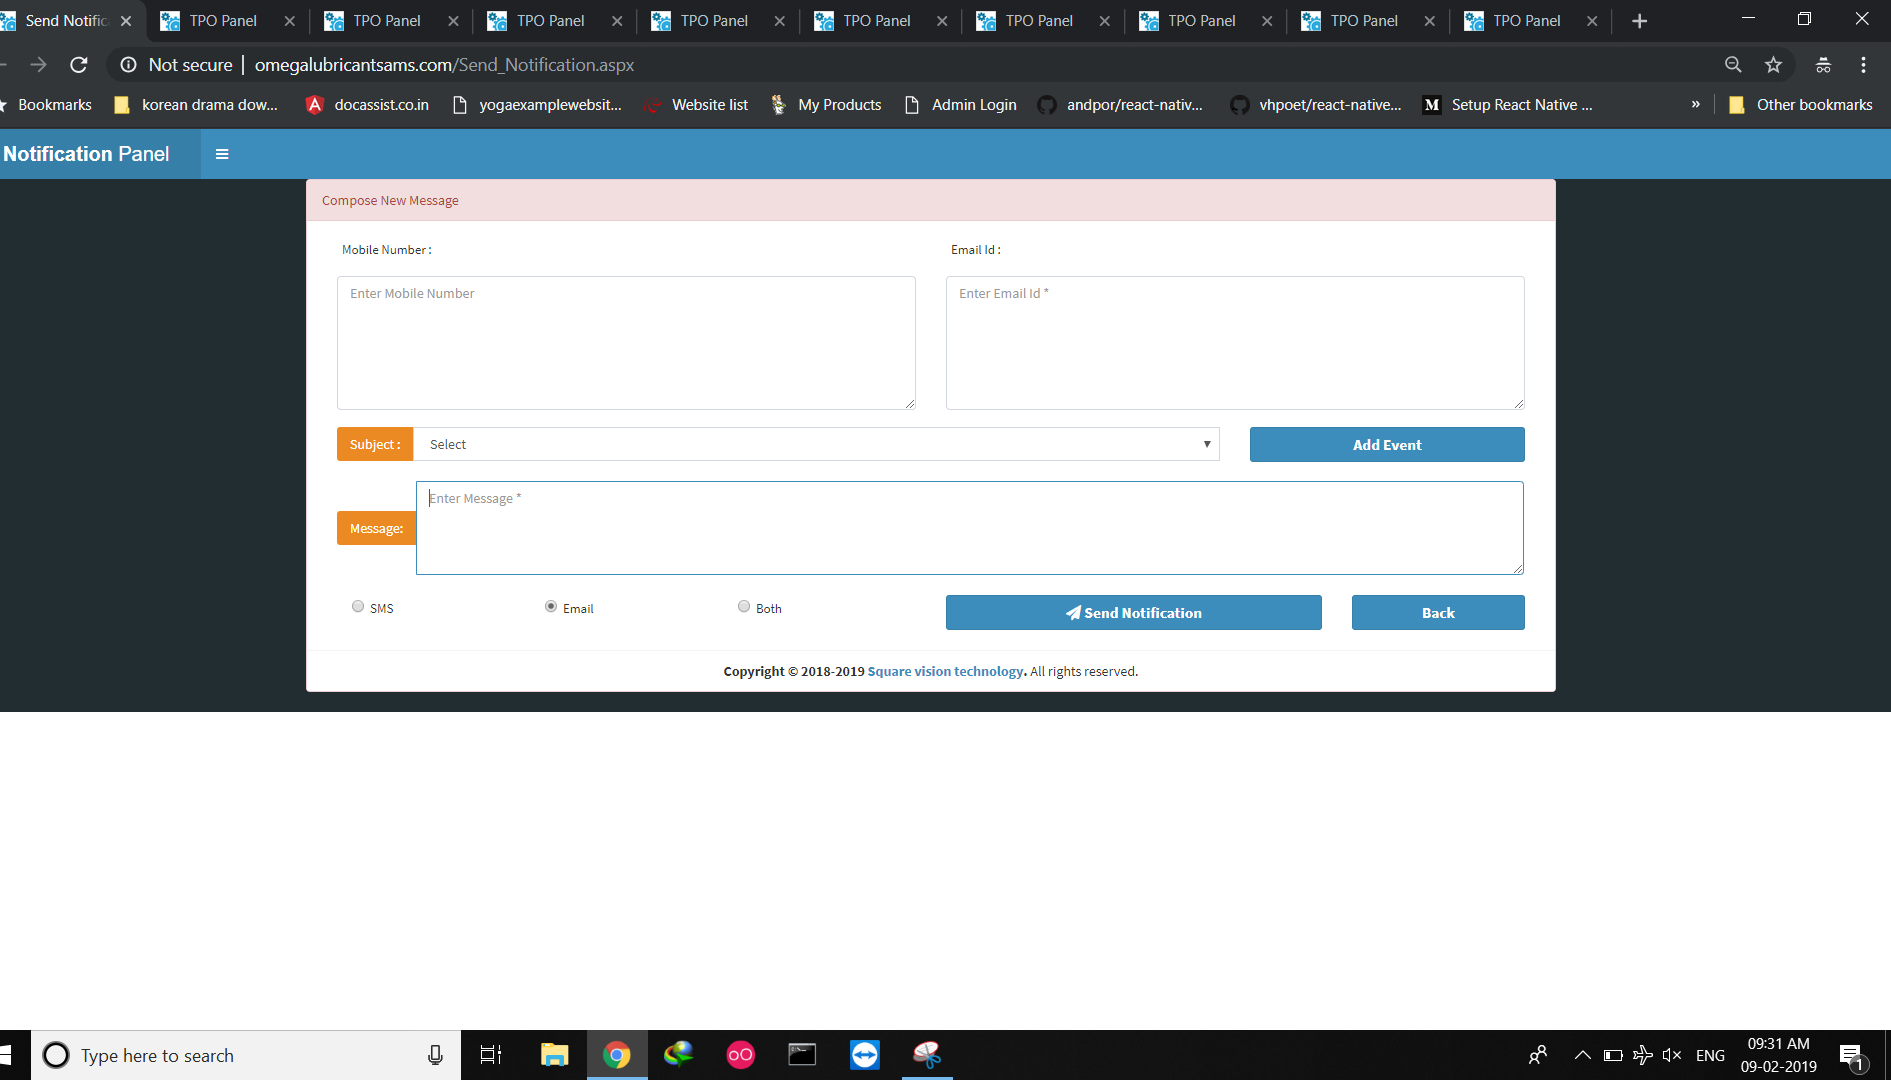 Send Notific
TPO Panel
TPO Panel
TPO Panel
TPO Panel
TPO Panel
TPO Panel
TPO Panel
TPO Panel
TPO Panel
Not secure | omegalubricantsams.com/Send_Notification.aspx
Bookmarks
korean drama dow...
docassist.co.in
yogaexamplewebsit...
Website list
My Products
Admin Login
andpor/react-nativ...
vhpoet/react-native...
M Setup React Native ...
»
Other bookmarks
Notification Panel
Compose New Message
Mobile Number :
Email Id :
Enter Mobile Number
Enter Email Id *
Subject :
Select
Add Event
Enter Message *
Message:
SMS
Email
Both
Send Notification
Back
Copyright © 2018-2019 Square vision technology. All rights reserved.
Type here to search
ENG
09:31 AM
09-02-2019
1